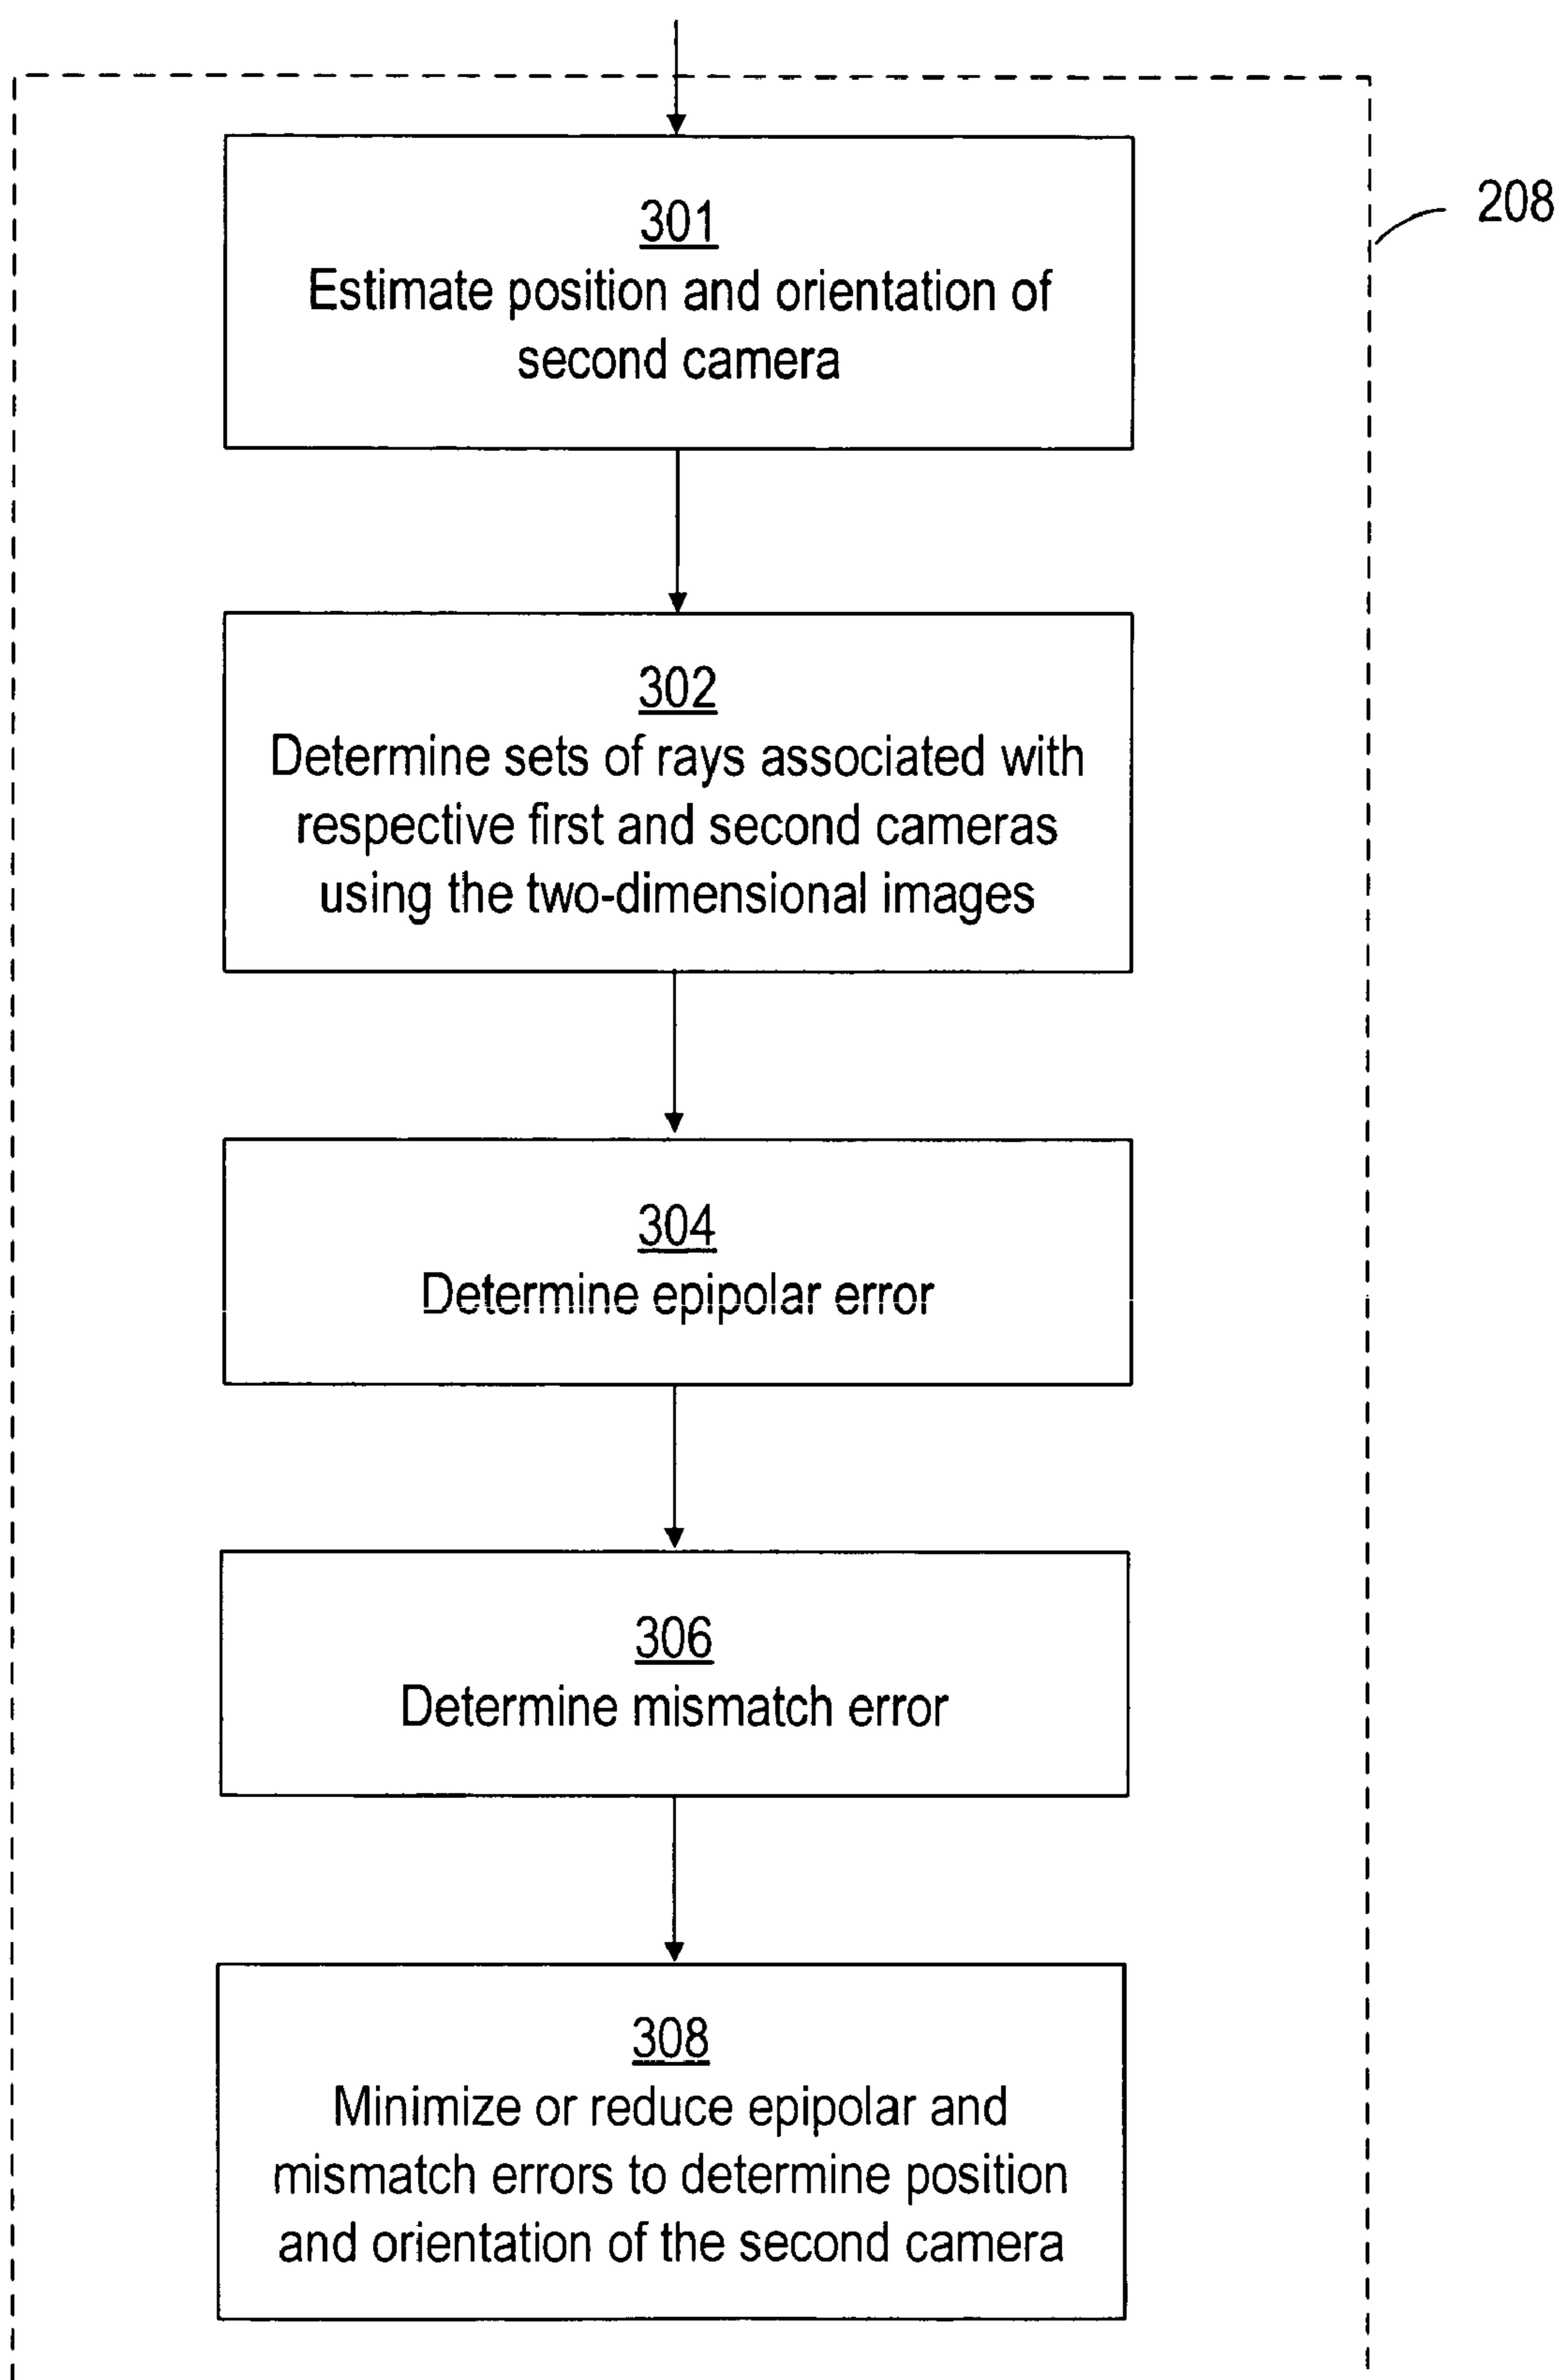 208
301
Estimate position and orientation of
second camera
302
Determine sets of rays associated with
respective first and second cameras
using the two-dimensional images
304
Determine epipolar error
306
Determine mismatch error
308
Minimize or reduce epipolar and
mismatch errors to determine position
and orientation of the second camera